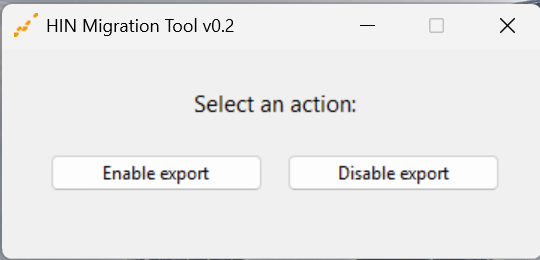 HIN Migration Tool v0.2
Select an action:
Enable export
Disable export